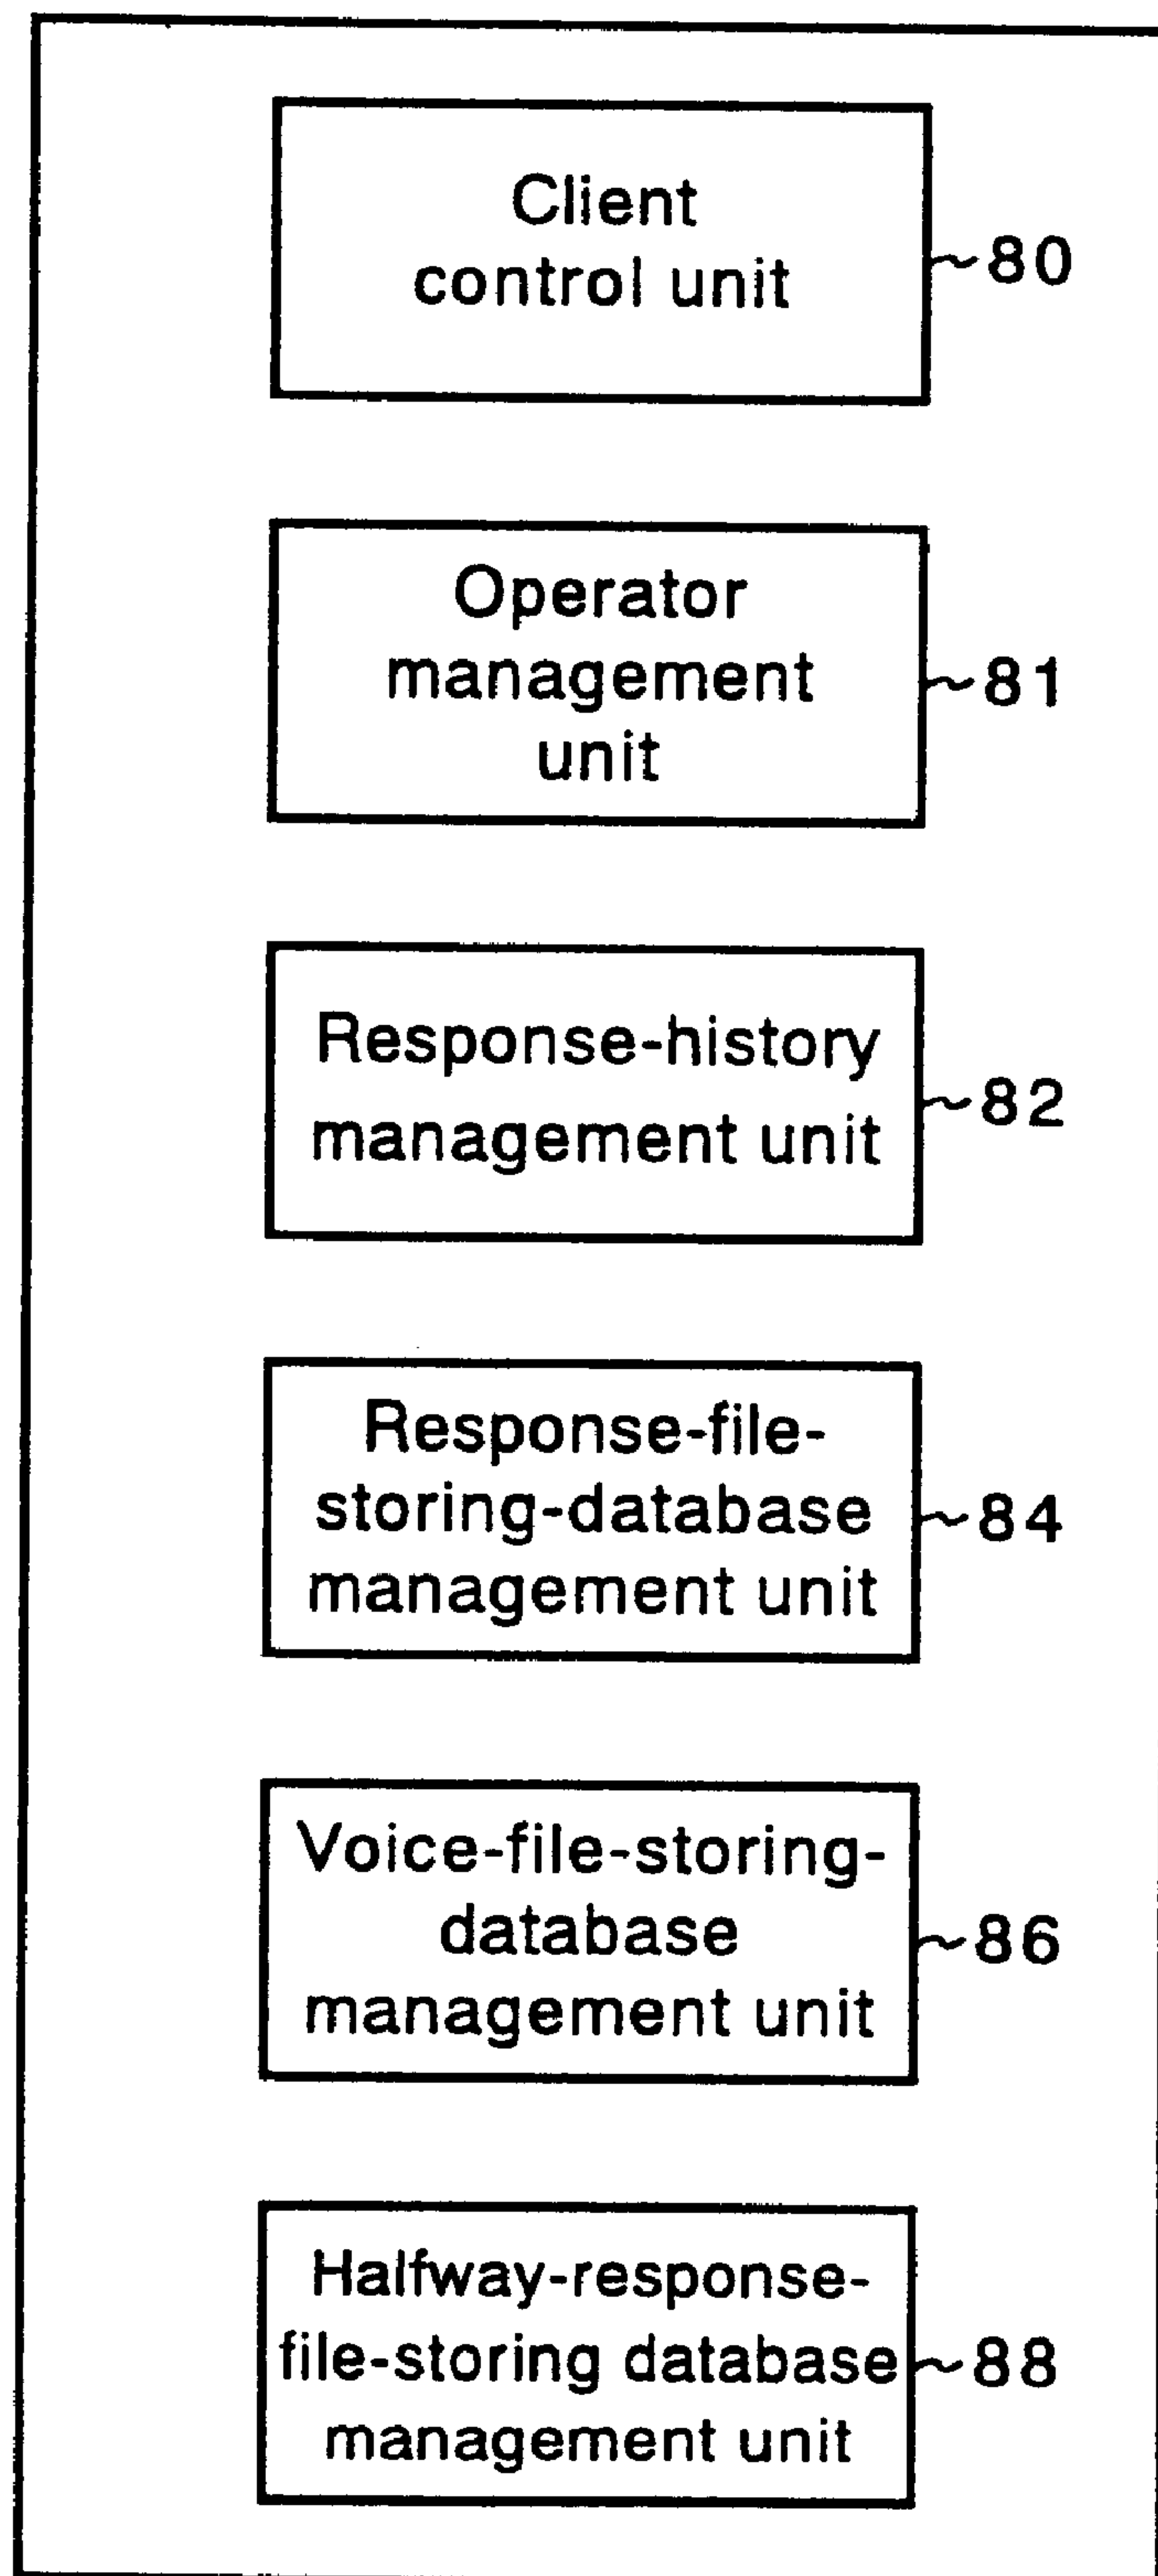 Client
control unit
80
Operator
management
unit
81
Response-history
management unit
82
Response-file-
storing-database
management unit
84
Voice-file-storing-
database
management unit
86
Halfway-response-
file-storing database
management unit
88